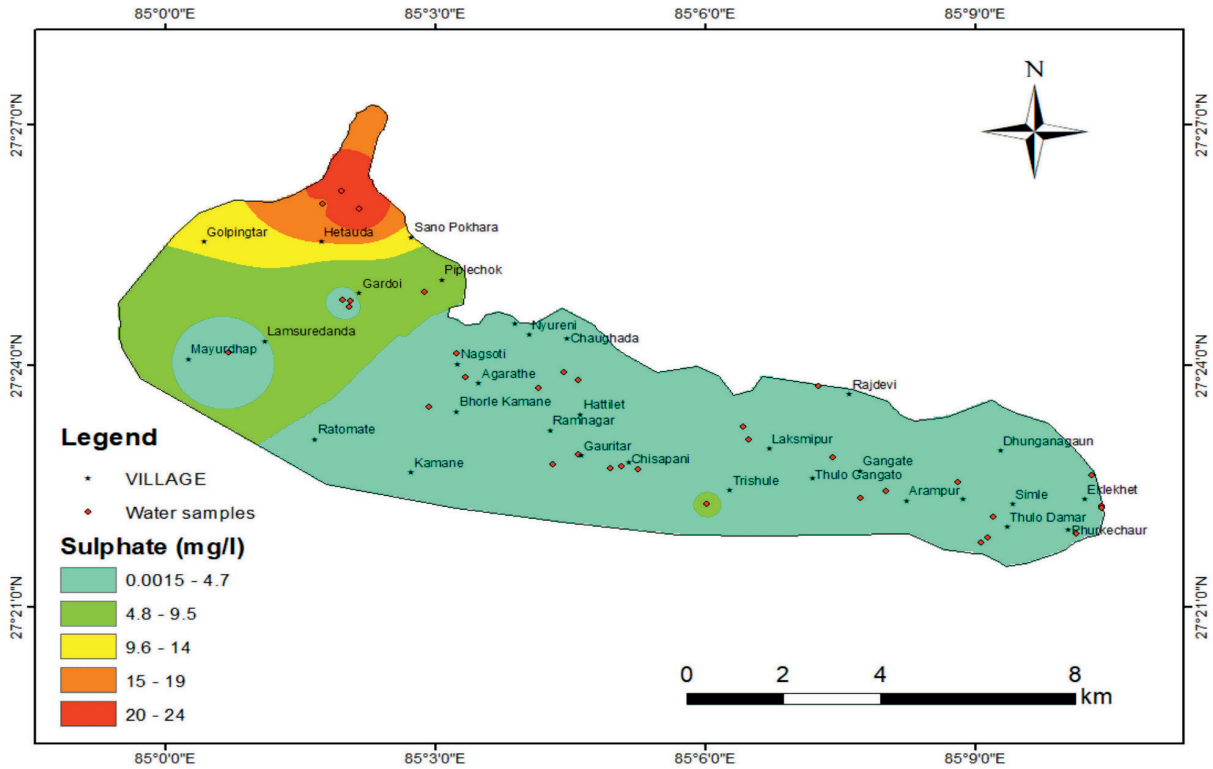 85°0'0"E 85°3'0"E 85°6'0"E 85°9'0"E
N
27°27'0"N 27°27'0"N
Golpingtar Hetauda Sano Pokhara
Piplechok
Gardoi
Lamsuredanda
Mayurdhap
Nyureni
Chaughada
27°24'0"N 27°24'0"N
Nagsoti
Agarathe
Rajdevi
Bhorle Kamane
Hattilet
Ramnagar
Ratomate
Gauritar
Laksmipur
Dhunganagaun
Kamane
Chisapani
Gangate
Trishule
Thulo Gangato
Arampur
Simle
Eklekhet
Thulo Damar
Phurkechaur
27°21'0"N 27°21'0"N
Legend
VILLAGE
Water samples
Sulphate (mg/l)
0.0015 - 4.7
4.8 - 9.5
9.6 - 14
15 - 19
20 - 24
0 2 4 8
km
85°0'0"E 85°3'0"E 85°6'0"E 85°9'0"E